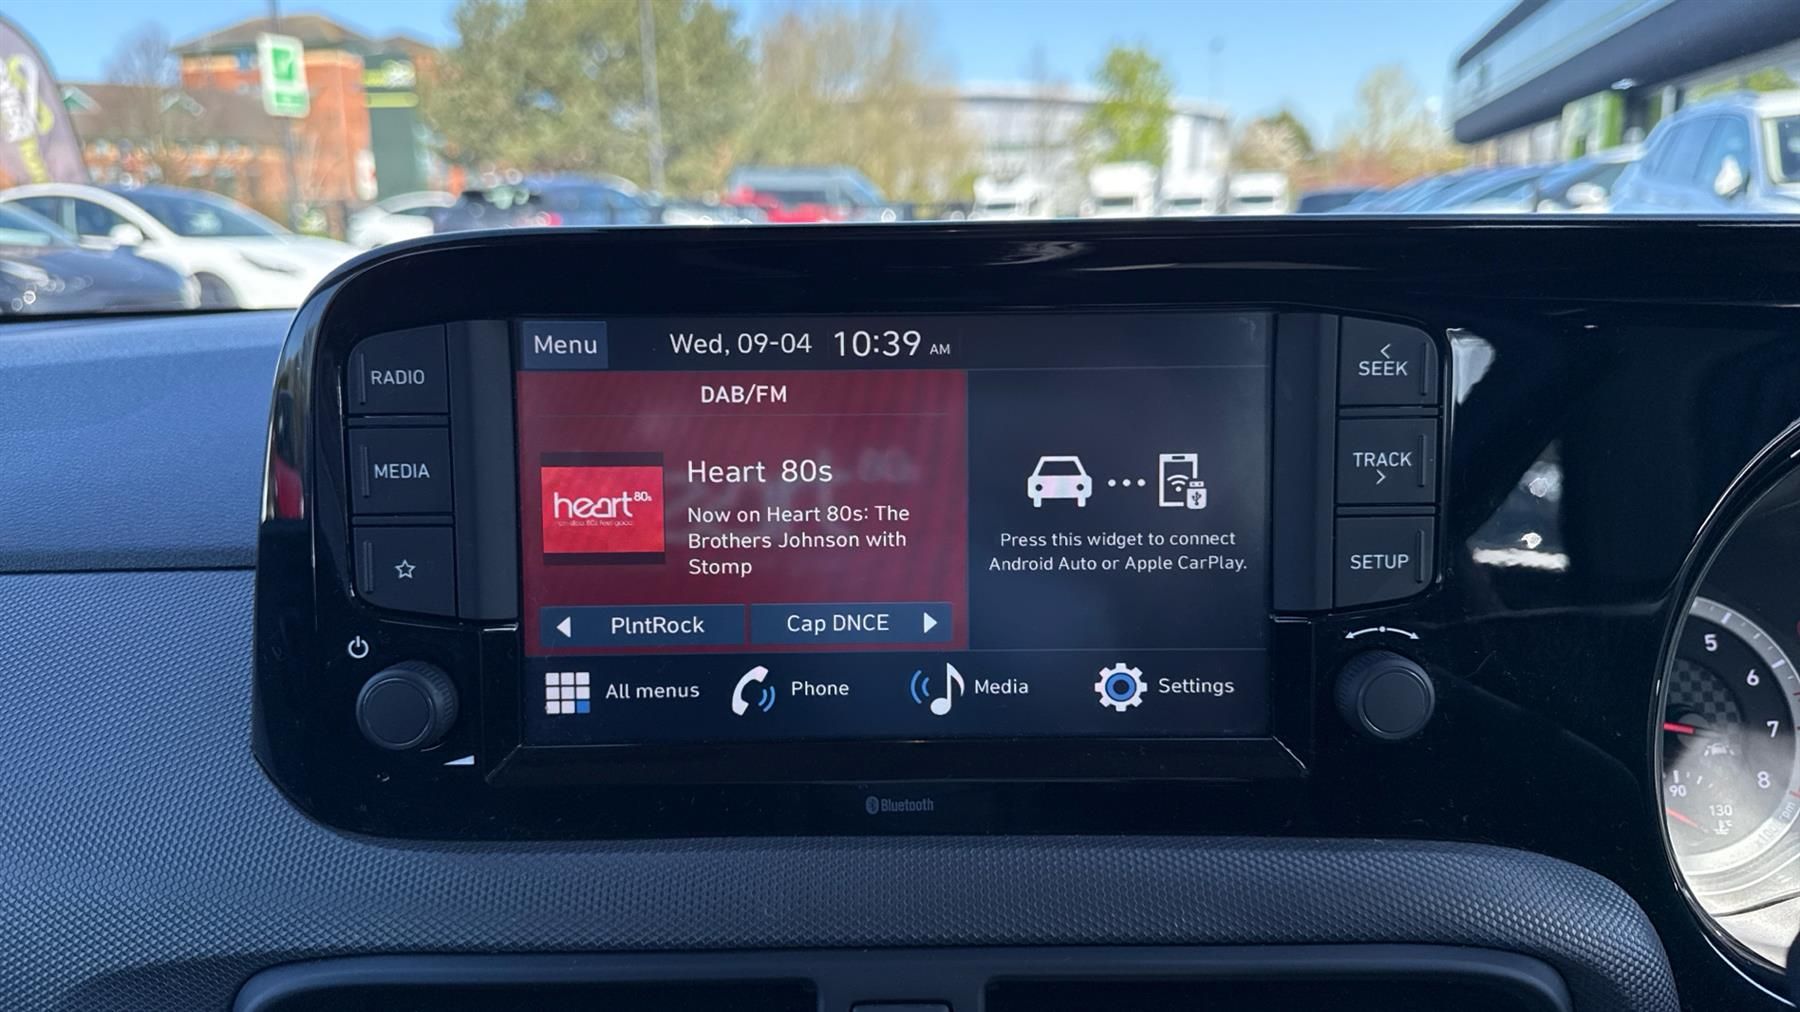 Menu
Wed, 09-04 10:39 AM
RADIO
MEDIA
DAB/FM
heart 80s
Heart 80s
Now on Heart 80s: The
Brothers Johnson with
Stomp
PlntRock
Cap DNCE
Press this widget to connect
Android Auto or Apple CarPlay.
All menus
Phone
Media
Settings
< SEEK
TRACK >
SETUP
Bluetooth
5
6
7
8
90
130